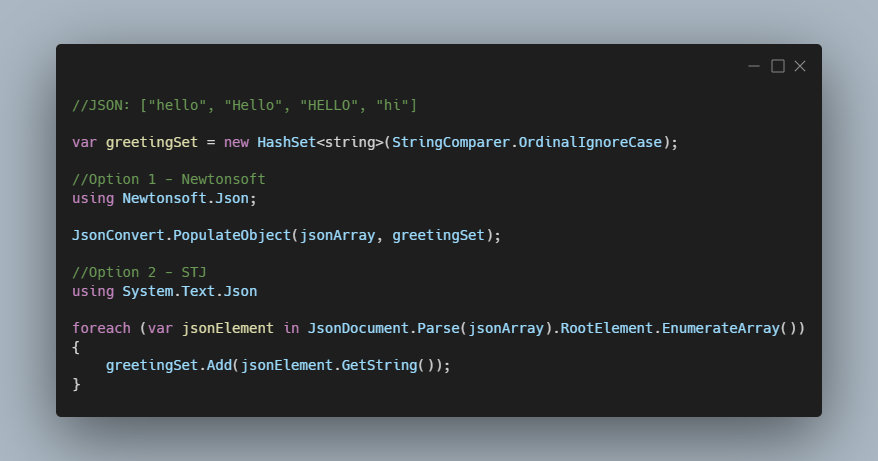 //JSON: ["hello", "Hello", "HELLO", "hi"]
var greetingSet = new HashSet<string>(StringComparer.OrdinalIgnoreCase);
//Option 1 - Newtonsoft
using Newtonsoft.Json;
JsonConvert.PopulateObject(jsonArray, greetingSet);
//Option 2 - STJ
using System.Text.Json
foreach (var jsonElement in JsonDocument.Parse(jsonArray).RootElement.EnumerateArray())
{
    greetingSet.Add(jsonElement.GetString());
}